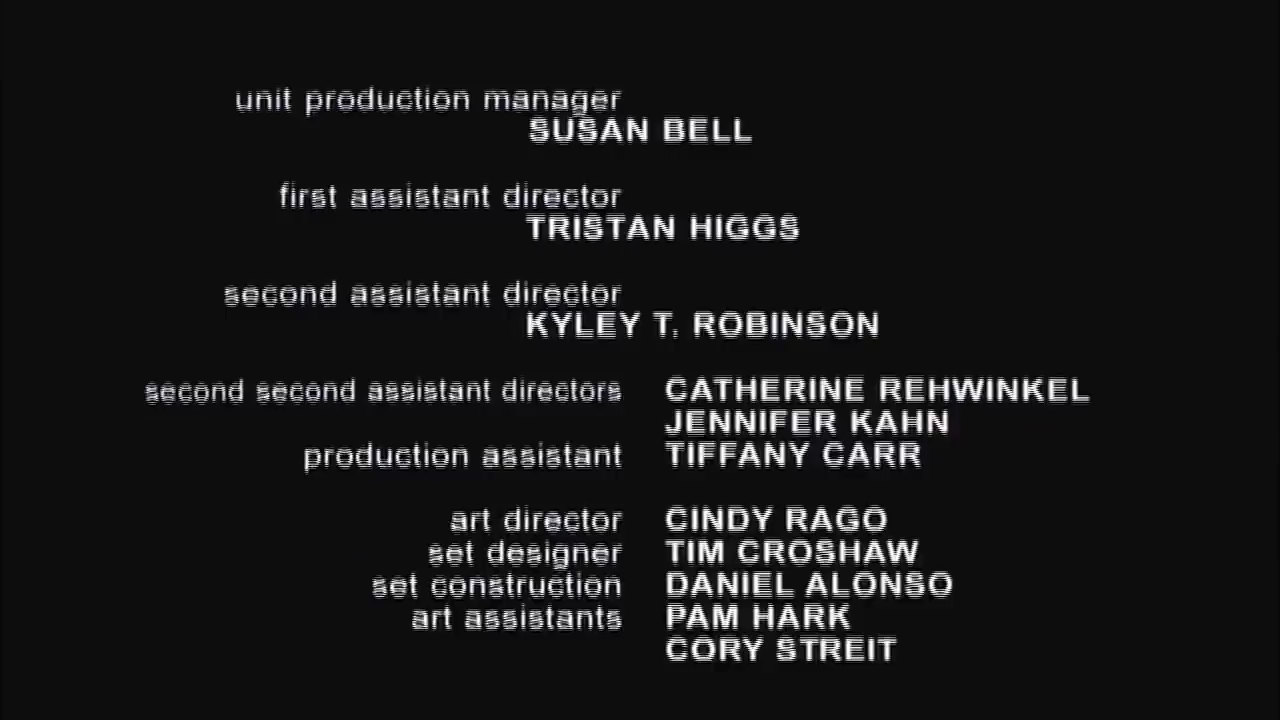 unit production manager
SUSAN BELL
first assistant director
TRISTAN HIGGS
second assistant director
KYLEY T. ROBINSON
second second assistant directors CATHERINE REHWINKEL
JENNIFER KAHN
production assistant TIFFANY CARR
art director CINDY RAGO
set designer TIM CROSHAW
set construction DANIEL ALONSO
art assistants PAM HARK
CORY STREIT